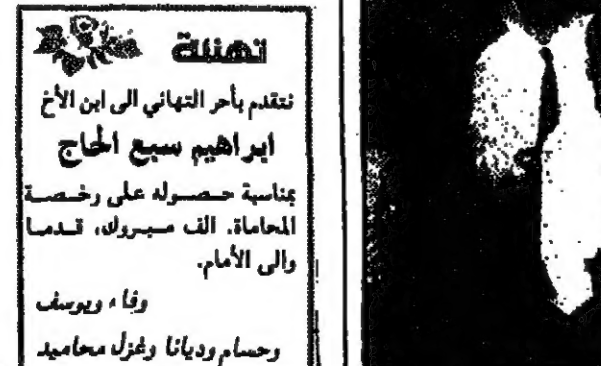 تهنئة
نتقدم بأحر التهاني الى ابن الأخ
ابراهيم سبع الحاج
بمناسبة حصوله على رخصة
المحاماة. الف مبروك، قدما
والى الأمام.
وفاء ويوسف
وحسام وديانا وغزل محاميد